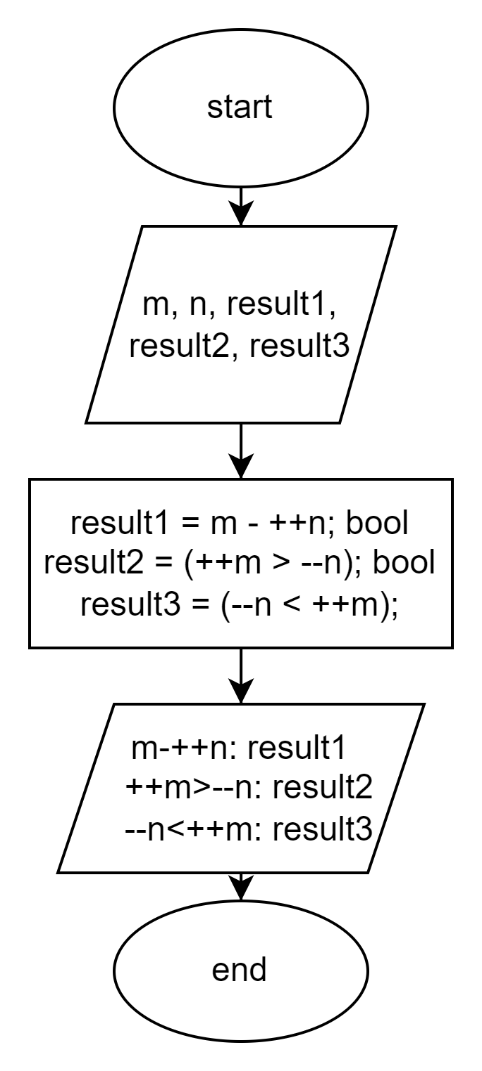 start
m, n, result1,
result2, result3
result1 = m - ++n; bool
result2 = (++m > --n); bool
result3 = (--n < ++m);
m-++n: result1
++m>--n: result2
--n<++m: result3
end